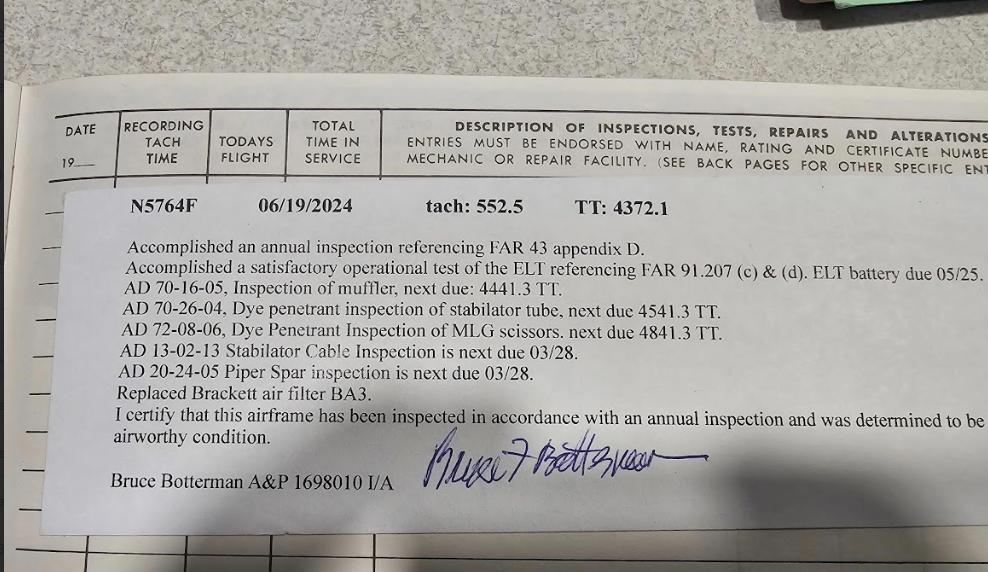 DATE
19
RECORDING
TACH
TIME
TODAYS
FLIGHT
TOTAL
TIME IN
SERVICE
DESCRIPTION OF INSPECTIONS, TESTS, REPAIRS AND ALTERATIONS
ENTRIES MUST BE ENDORSED WITH NAME, RATING AND CERTIFICATE NUMBE
MECHANIC OR REPAIR FACILITY. (SEE BACK PAGES FOR OTHER SPECIFIC ENT
N5764F 06/19/2024 tach: 552.5 TT: 4372.1
Accomplished an annual inspection referencing FAR 43 appendix D.
Accomplished a satisfactory operational test of the ELT referencing FAR 91.207 (c) & (d). ELT battery due 05/25.
AD 70-16-05, Inspection of muffler, next due: 4441.3 TT.
AD 70-26-04, Dye penetrant inspection of stabilator tube, next due 4541.3 TT.
AD 72-08-06, Dye Penetrant Inspection of MLG scissors. next due 4841.3 TT.
AD 13-02-13 Stabilator Cable Inspection is next due 03/28.
AD 20-24-05 Piper Spar inspection is next due 03/28.
Replaced Brackett air filter BA3.
I certify that this airframe has been inspected in accordance with an annual inspection and was determined to be
airworthy condition.
Bruce F Botterman
Bruce Botterman A&P 1698010 I/A